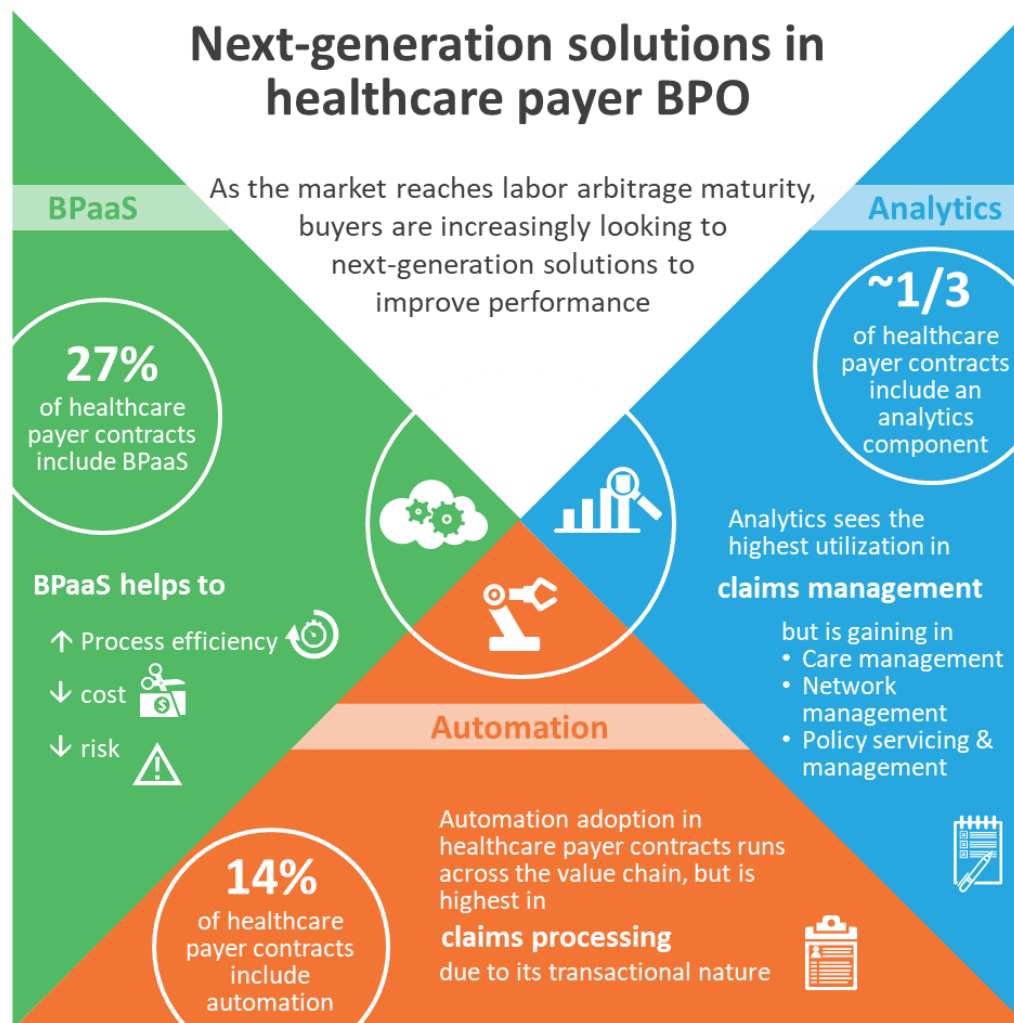 Next-generation solutions in
healthcare payer BPO
As the market reaches labor arbitrage maturity,
buyers are increasingly looking to
next-generation solutions to
improve performance
BPaaS
27%
of healthcare
payer contracts
include BPaaS
BPaaS helps to
↑ Process efficiency
↓ cost
$
↓ risk
!
Analytics
~1/3
of healthcare
payer contracts
include an
analytics
component
Analytics sees the
highest utilization in
claims management
but is gaining in
• Care management
• Network
management
• Policy servicing &
management
Automation
14%
of healthcare
payer contracts
include
automation
Automation adoption in
healthcare payer contracts runs
across the value chain, but is
highest in
claims processing
due to its transactional nature